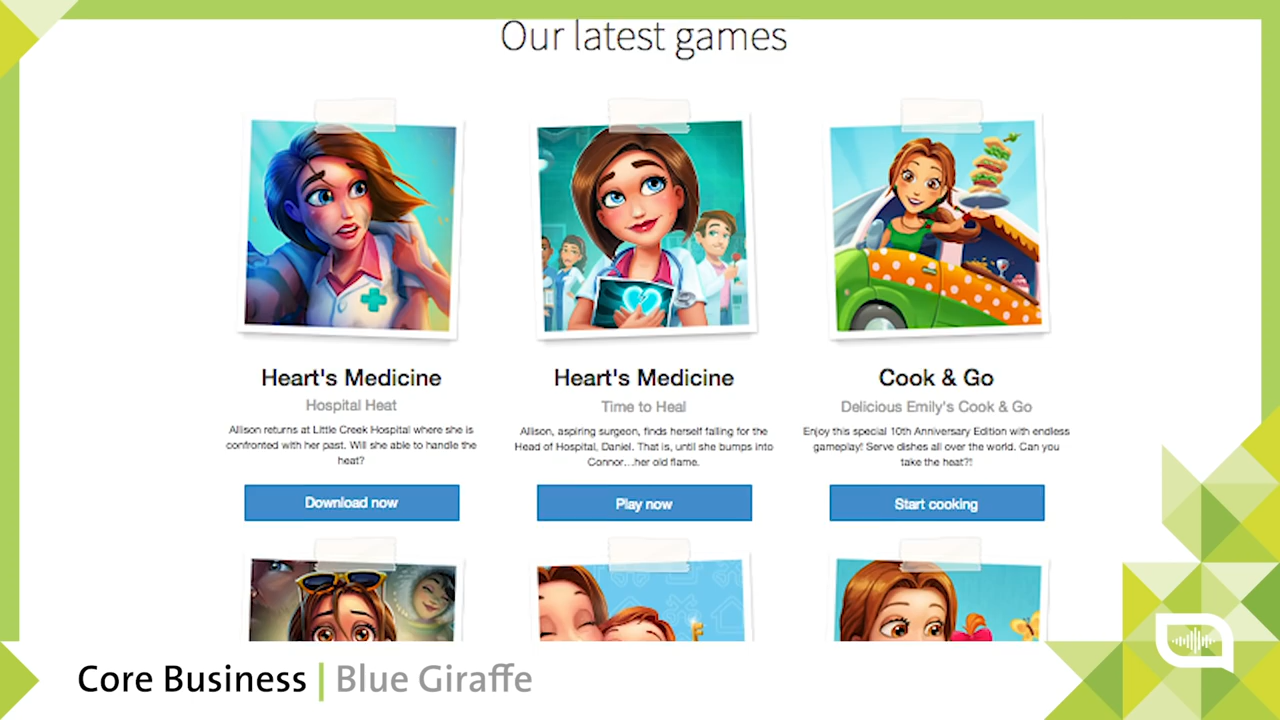 Our latest games
Heart's Medicine
Hospital Heat
Allison returns at Little Creek Hospital where she is
confronted with her past. Will she able to handle the
heat?
Download now
Heart's Medicine
Time to Heal
Allison, aspiring surgeon, finds herself falling for the
Head of Hospital, Daniel. That is, until she bumps into
Connor...her old flame.
Play now
Cook & Go
Delicious Emily's Cook & Go
Enjoy this special 10th Anniversary Edition with endless
gameplay! Serve dishes all over the world. Can you
take the heat?!
Start cooking
Core Business | Blue Giraffe